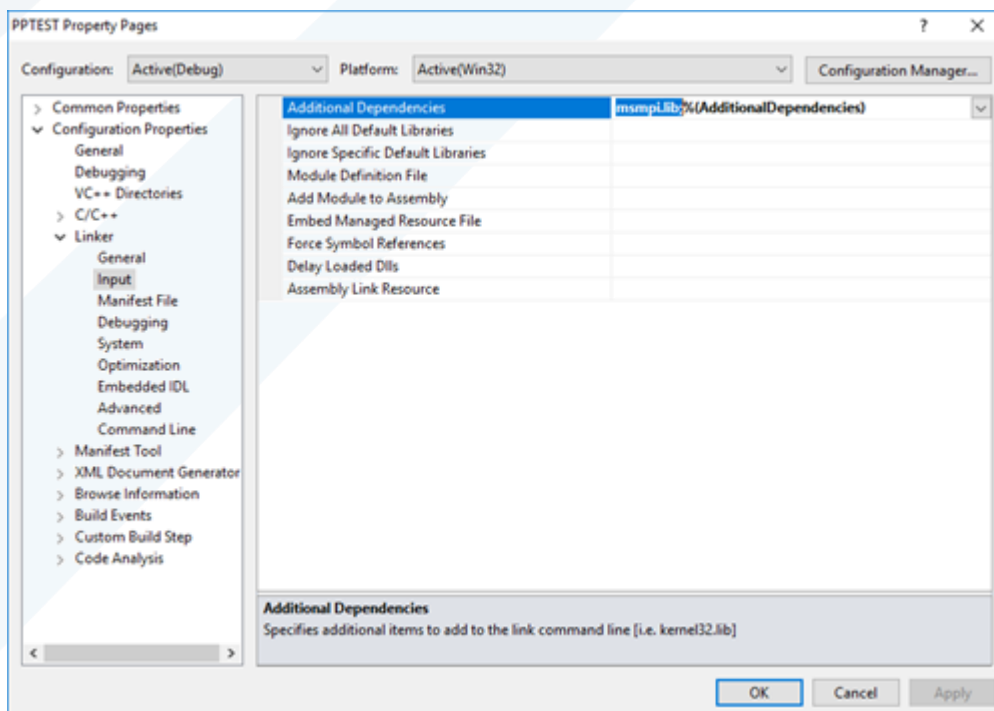 PPTEST Property Pages
? 
Configuration: Active(Debug) Platform: Active(Win32) Configuration Manager...
Common Properties
Configuration Properties
General
Debugging
VC++ Directories
C/C++
Linker
General
Input
Manifest File
Debugging
System
Optimization
Embedded IDL
Advanced
Command Line
Manifest Tool
XML Document Generator
Browse Information
Build Events
Custom Build Step
Code Analysis
Additional Dependencies msmpi.lib;%(AdditionalDependencies)
Ignore All Default Libraries
Ignore Specific Default Libraries
Module Definition File
Add Module to Assembly
Embed Managed Resource File
Force Symbol References
Delay Loaded Dlls
Assembly Link Resource
Additional Dependencies
Specifies additional items to add to the link command line [i.e. kernel32.lib]
OK Cancel Apply